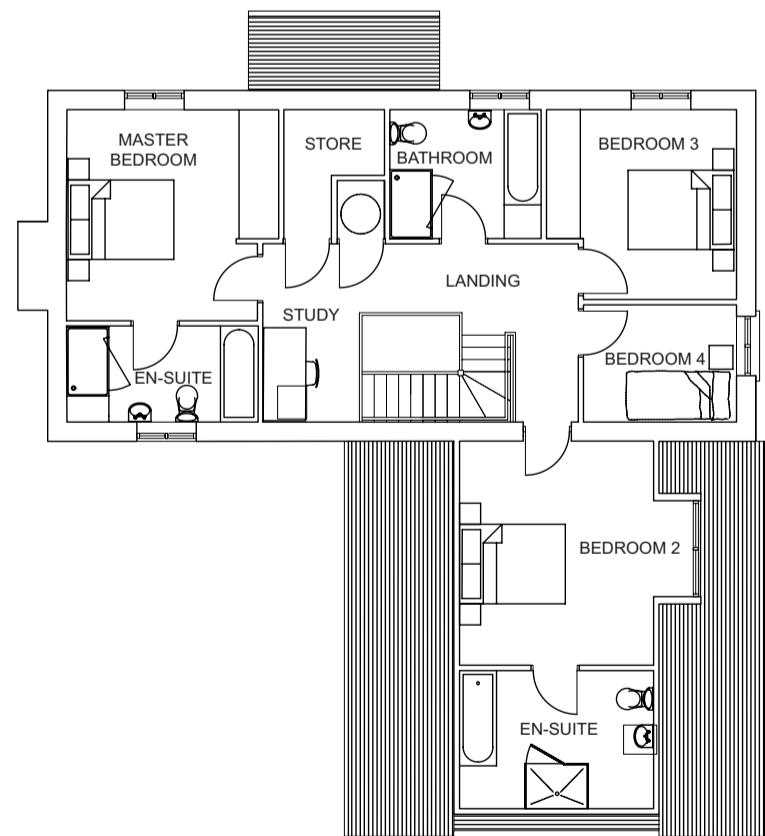 MASTER
BEDROOM
STORE
BATHROOM
BEDROOM 3
LANDING
STUDY
EN-SUITE
BEDROOM 4
BEDROOM 2
EN-SUITE